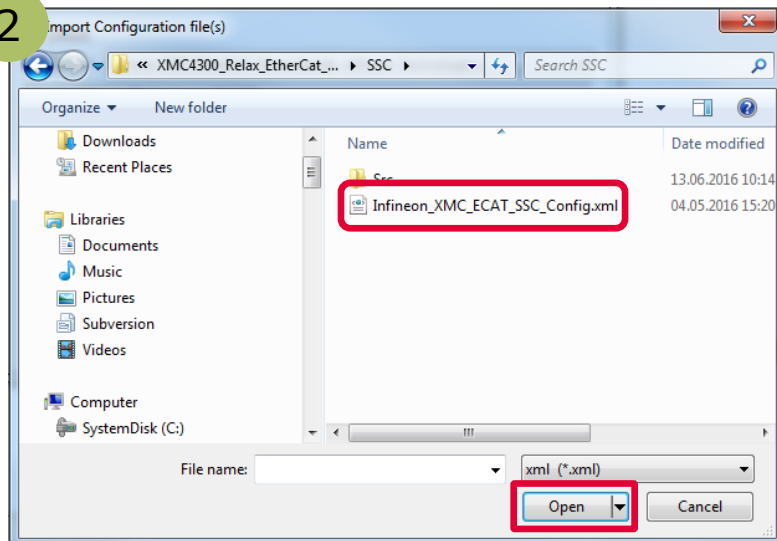 2
Import Configuration file(s)
« XMC4300_Relax_EtherCat_... SSC
Search SSC
Organize
New folder
Downloads
Recent Places
Libraries
Documents
Music
Pictures
Subversion
Videos
Computer
SystemDisk (C:)
Name
Date modified
Src
13.06.2016 10:14
Infineon_XMC_ECAT_SSC_Config.xml
04.05.2016 15:20
File name:
xml (*.xml)
Open
Cancel